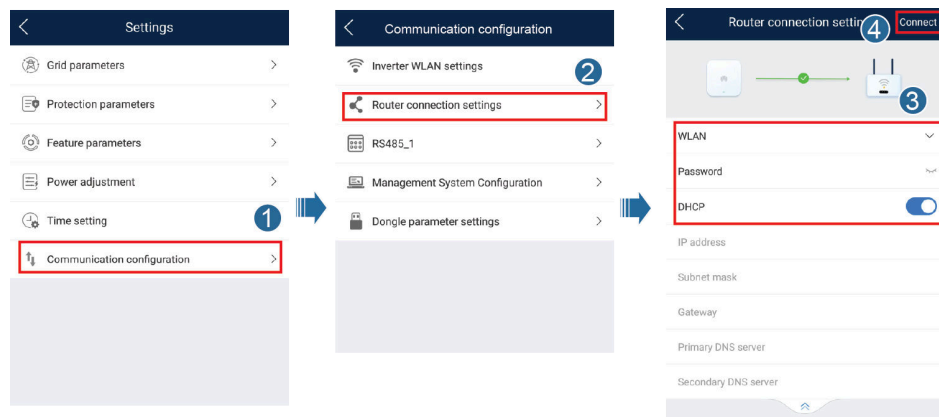 Settings
Grid parameters
Protection parameters
Feature parameters
Power adjustment
Time setting
1
Communication configuration
Communication configuration
Inverter WLAN settings
2
Router connection settings
RS485_1
Management System Configuration
Dongle parameter settings
Router connection settin
4
Connect
3
WLAN
Password
DHCP
IP address
Subnet mask
Gateway
Primary DNS server
Secondary DNS server